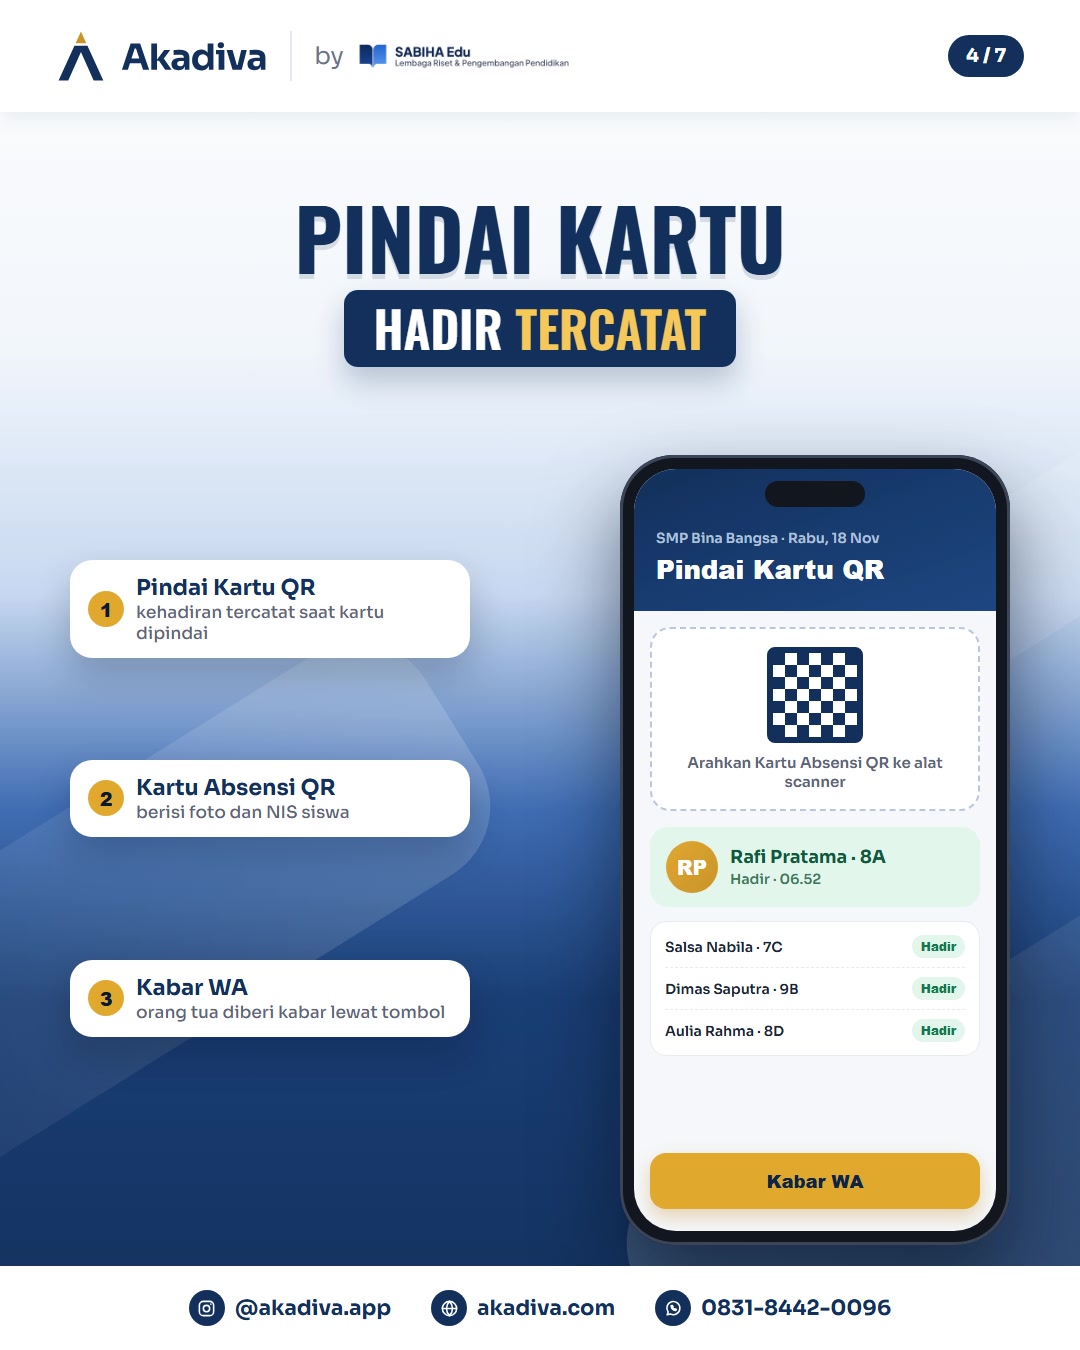 Akadiva
by
SABIHA Edu
Lembaga Riset & Pengembangan Pendidikan
4 / 7
PINDAI KARTU
HADIR TERCATAT
1
Pindai Kartu QR
kehadiran tercatat saat kartu
dipindai
2
Kartu Absensi QR
berisi foto dan NIS siswa
3
Kabar WA
orang tua diberi kabar lewat tombol
SMP Bina Bangsa · Rabu, 18 Nov
Pindai Kartu QR
Arahkan Kartu Absensi QR ke alat
scanner
RP
Rafi Pratama · 8A
Hadir · 06.52
Salsa Nabila · 7C Hadir
Dimas Saputra · 9B Hadir
Aulia Rahma · 8D Hadir
Kabar WA
@akadiva.app akadiva.com 0831-8442-0096